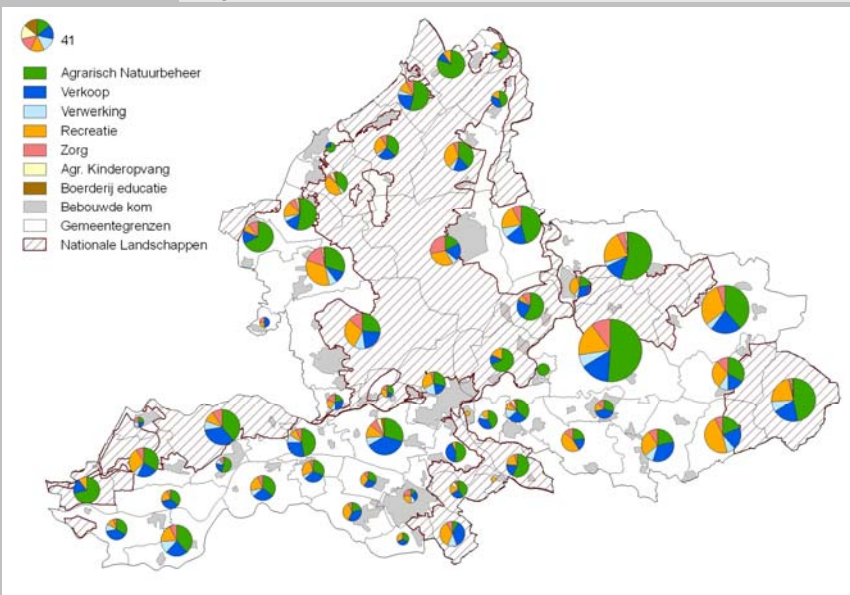 41
Agrarisch Natuurbeheer
Verkoop
Verwerking
Recreatie
Zorg
Agr. Kinderopvang
Boerderij educatie
Bebouwde kom
Gemeentegrenzen
Nationale Landschappen